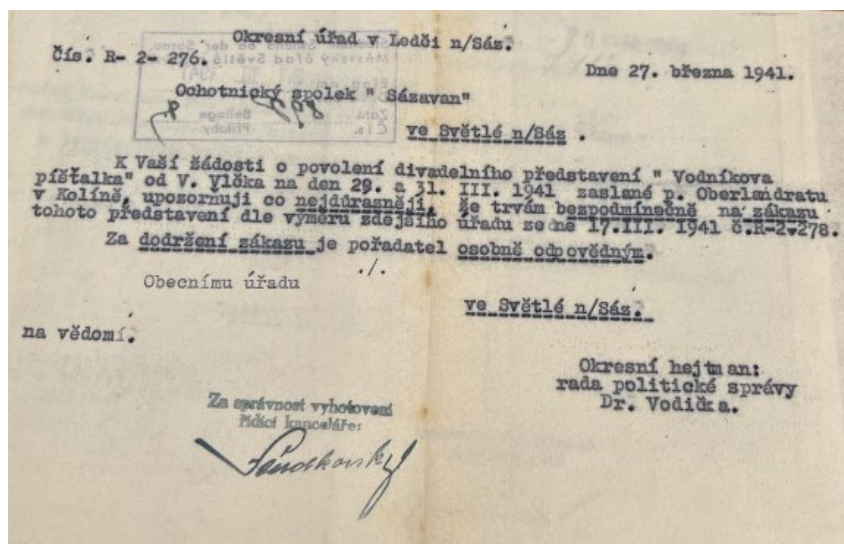 Okresní úřad v Ledči n/Sáz.
Čís. R- 2- 276.
Dne 27. března 1941.
Ochotnický spolek " Sázavan"
ve Světlé n/Sáz .
K Vaší žádosti o povolení divadelního představení " Vodníkova
píšťalka" od V. Vlčka na den 29. a 31. III. 1941 zaslané p. Oberlandratu
v Kolíně, upozornuji co nejdůrazněji, že trvám bezpodmínečně na zákazu
tohoto představení dle výměru zdejšího úřadu ze dne 17.III. 1941 č.R-2-278.
Za dodržení zákazu je pořadatel osobně odpovědným.
./.
Obecnímu úřadu
ve Světlé n/Sáz.
na vědomí.
Okresní hejtman:
rada politické správy
Dr. Vodička.
Za správnost vyhotovení
řídící kanceláře: